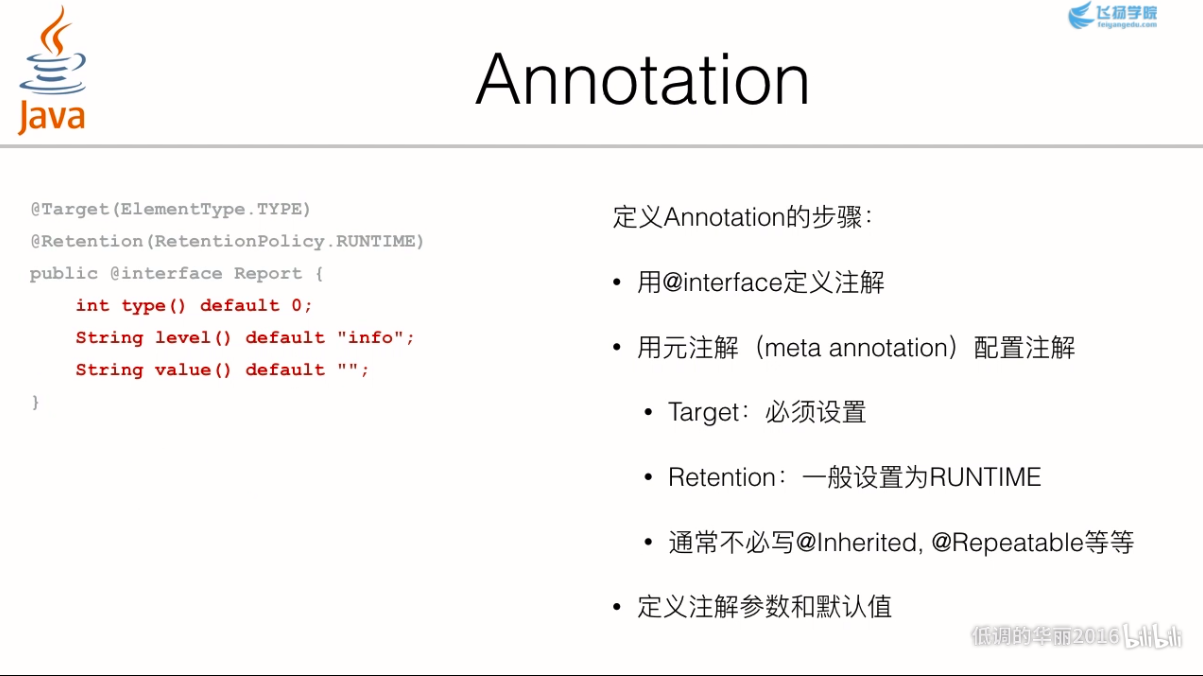 飞扬学院
feiyangedu.com
Java
Annotation
@Target(ElementType.TYPE)
@Retention(RetentionPolicy.RUNTIME)
public @interface Report {
    int type() default 0;
    String level() default "info";
    String value() default "";
}
定义Annotation的步骤：
• 用@interface定义注解
• 用元注解（meta annotation）配置注解
• Target：必须设置
• Retention：一般设置为RUNTIME
• 通常不必写@Inherited, @Repeatable等等
• 定义注解参数和默认值
低调的华丽2016 bilibili